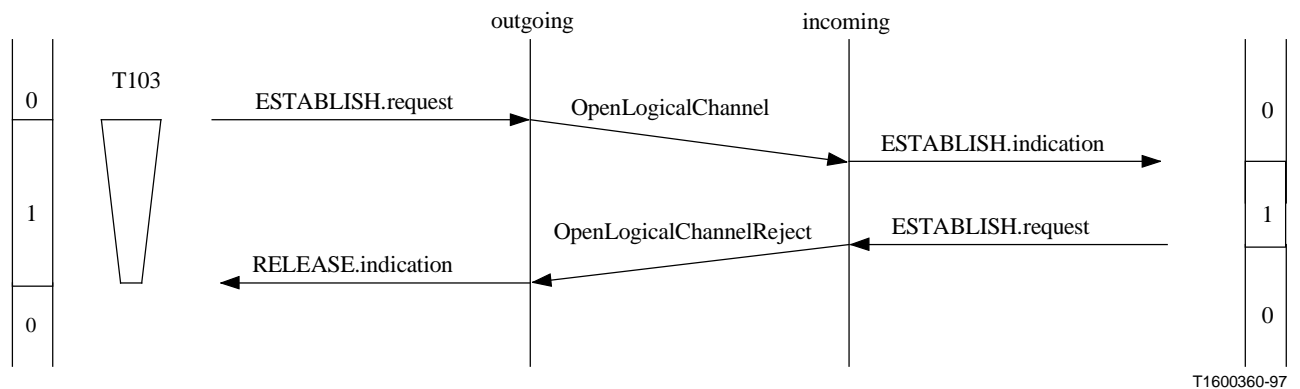 outgoing
incoming
T103
0
ESTABLISH.request
OpenLogicalChannel
0
ESTABLISH.indication
1
OpenLogicalChannelReject
ESTABLISH.request
1
RELEASE.indication
0
0
T1600360-97